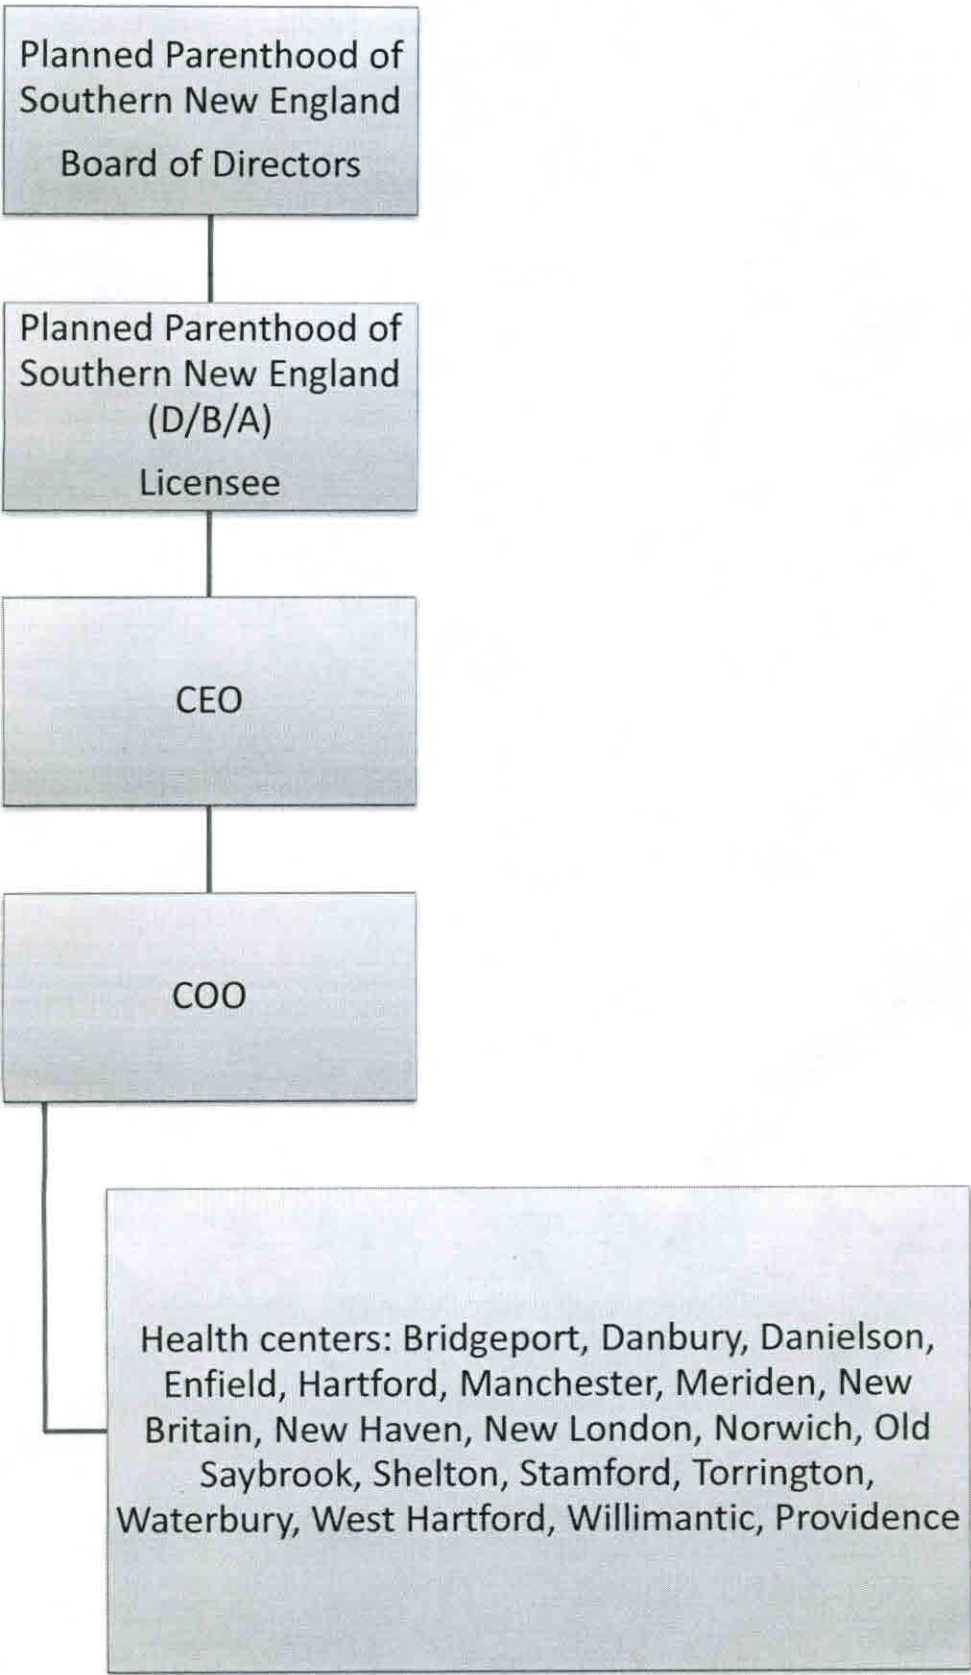 Planned Parenthood of
Southern New England
Board of Directors
Planned Parenthood of
Southern New England
(D/B/A)
Licensee
CEO
COO
Health centers: Bridgeport, Danbury, Danielson,
Enfield, Hartford, Manchester, Meriden, New
Britain, New Haven, New London, Norwich, Old
Saybrook, Shelton, Stamford, Torrington,
Waterbury, West Hartford, Willimantic, Providence